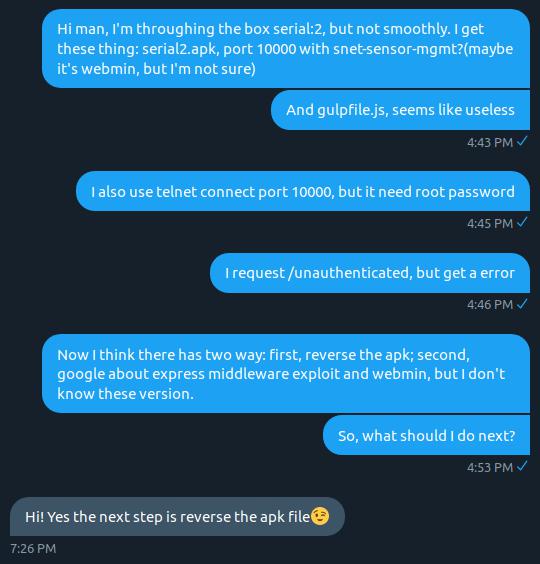 Hi man, I'm throughing the box serial:2, but not smoothly. I get
these thing: serial2.apk, port 10000 with snet-sensor-mgmt?(maybe
it's webmin, but I'm not sure)
And gulpfile.js, seems like useless
4:43 PM ✓
I also use telnet connect port 10000, but it need root password
4:45 PM ✓
I request /unauthenticated, but get a error
4:46 PM ✓
Now I think there has two way: first, reverse the apk; second,
google about express middleware exploit and webmin, but I don't
know these version.
So, what should I do next?
4:53 PM ✓
Hi! Yes the next step is reverse the apk file😉
7:26 PM